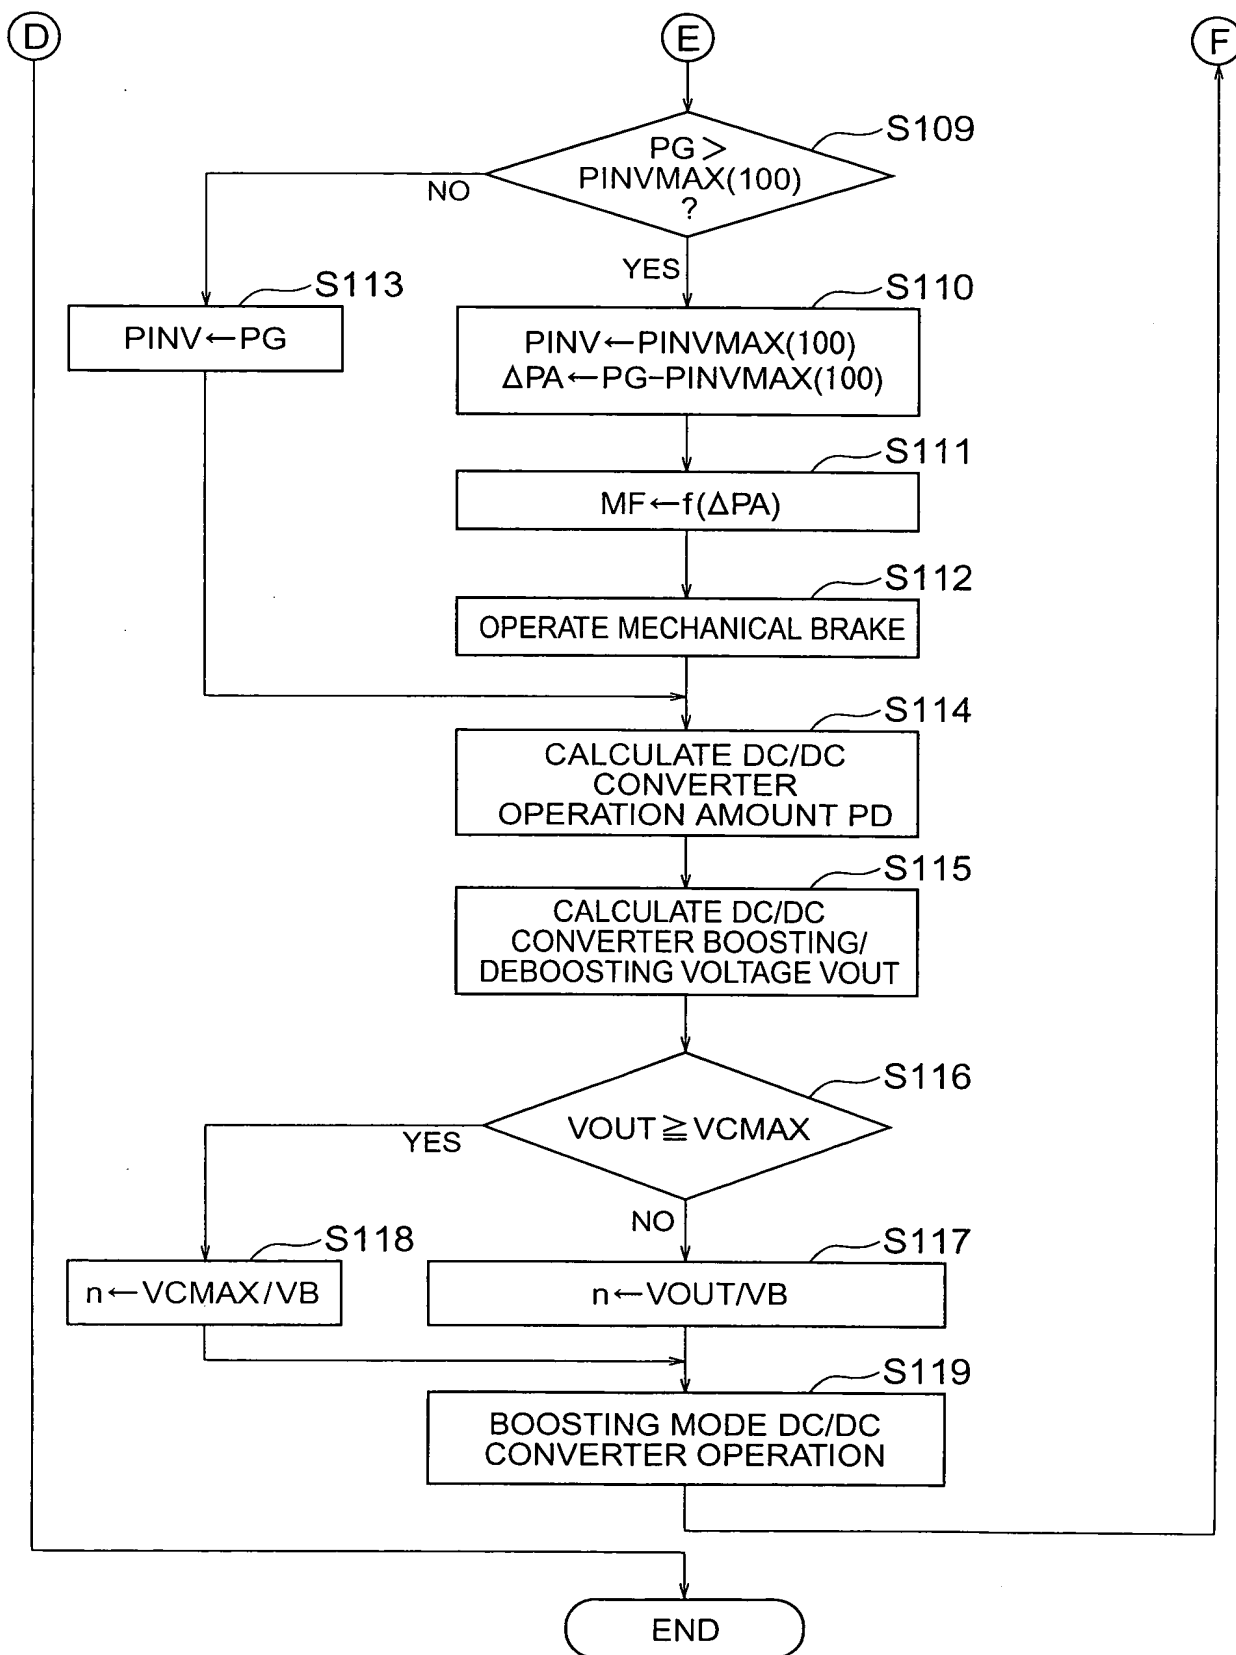 D
E
F
S109
PG >
PINVMAX(100)
?
NO
YES
S113
PINV←PG
S110
PINV←PINVMAX(100)
ΔPA←PG-PINVMAX(100)
S111
MF←f(ΔPA)
S112
OPERATE MECHANICAL BRAKE
S114
CALCULATE DC/DC
CONVERTER
OPERATION AMOUNT PD
S115
CALCULATE DC/DC
CONVERTER BOOSTING/
DEBOOSTING VOLTAGE VOUT
S116
VOUT≧VCMAX
YES
NO
S118
n←VCMAX/VB
S117
n←VOUT/VB
S119
BOOSTING MODE DC/DC
CONVERTER OPERATION
END